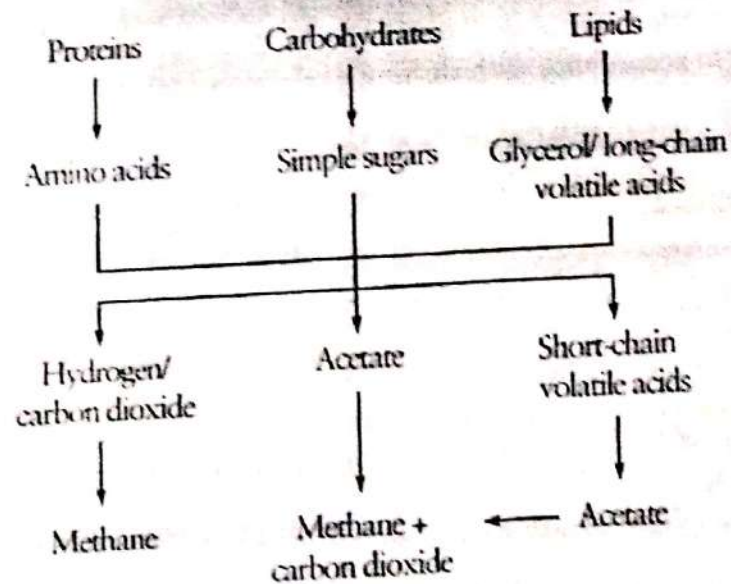 Proteins
Carbohydrates
Lipids
Amino acids
Simple sugars
Glycerol/ long-chain
volatile acids
Hydrogen/
carbon dioxide
Acetate
Short-chain
volatile acids
Methane
Methane +
carbon dioxide
Acetate